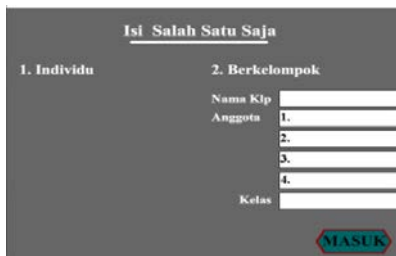 Isi Salah Satu Saja
1. Individu
2. Berkelompok
Nama Klp
Anggota 1.
2.
3.
4.
Kelas
MASUK